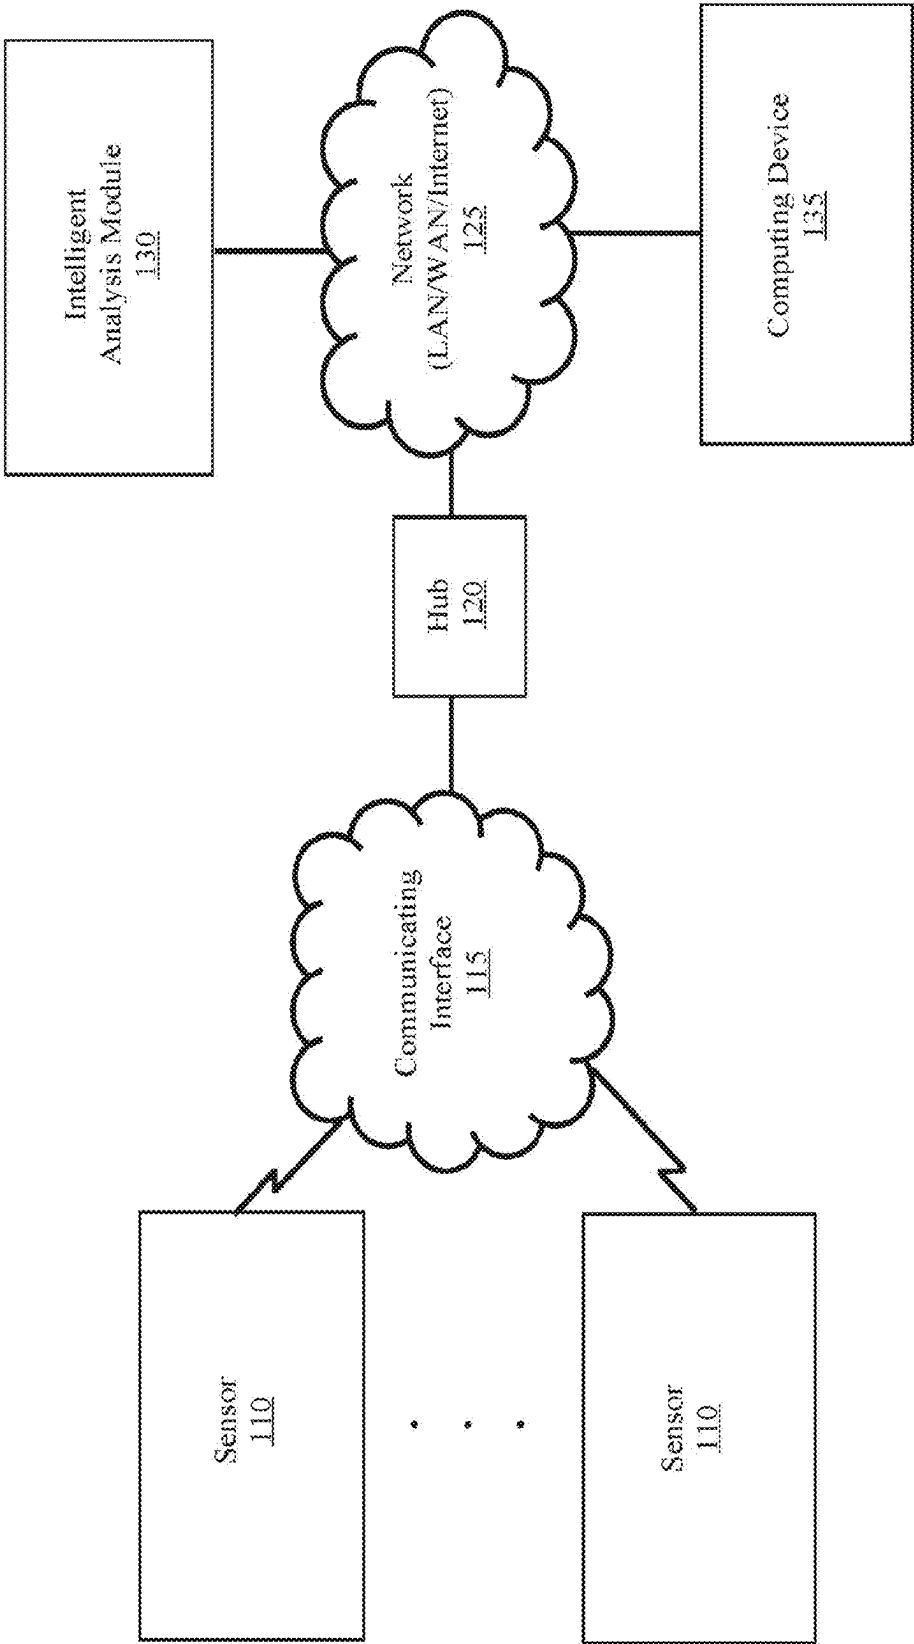 Sensor
110
Sensor
110
Communicating
Interface
115
Hub
120
Intelligent
Analysis Module
130
Network
(LAN/WAN/Internet)
125
Computing Device
135